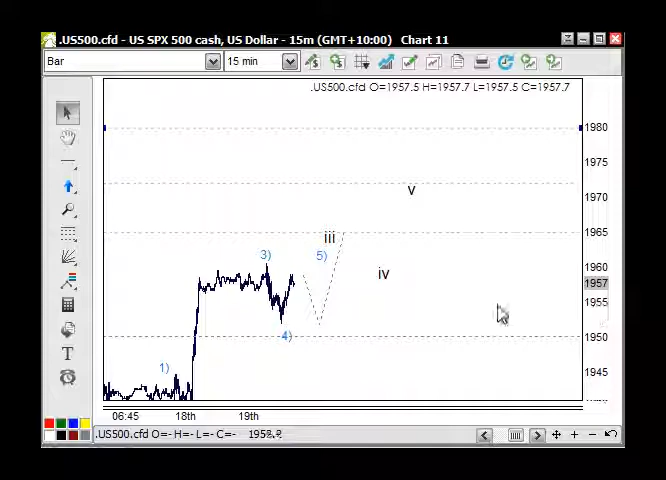 .US500.cfd - US SPX 500 cash, US Dollar - 15m (GMT+10:00) Chart 11
Bar
15 min
.US500.cfd O=1957.5 H=1957.7 L=1957.5 C=1957.7
1980
1975
1970
v
1965
iii
3)
5)
1960
iv
1957
1955
4)
1950
1)
1945
06:45
18th
19th
.US500.cfd O=- H=- L=- C=-